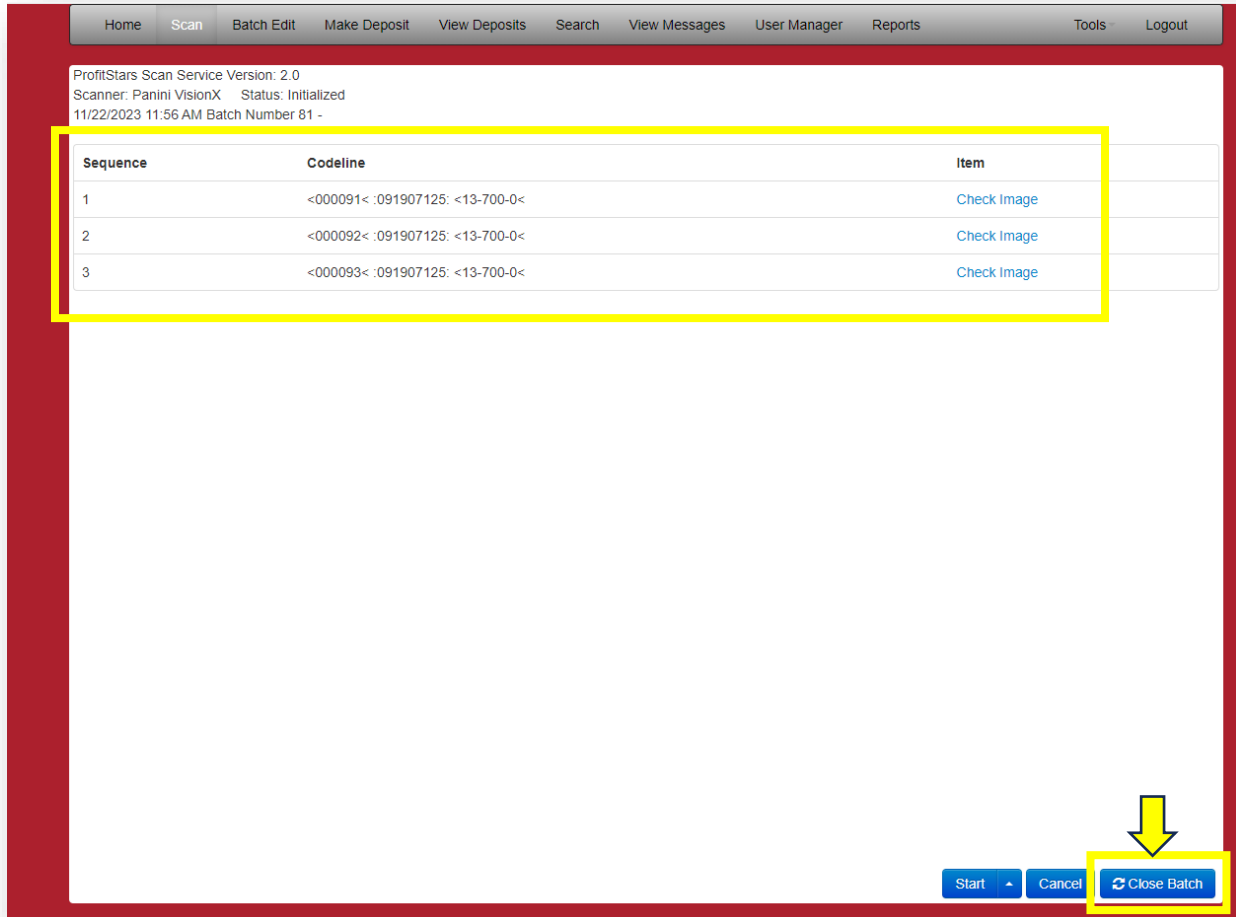 Home Scan Batch Edit Make Deposit View Deposits Search View Messages User Manager Reports Tools Logout
ProfitStars Scan Service Version: 2.0
Scanner: Panini VisionX Status: Initialized
11/22/2023 11:56 AM Batch Number 81 -
Sequence Codeline Item
1 <000091< :091907125: <13-700-0< Check Image
2 <000092< :091907125: <13-700-0< Check Image
3 <000093< :091907125: <13-700-0< Check Image
Start Cancel Close Batch